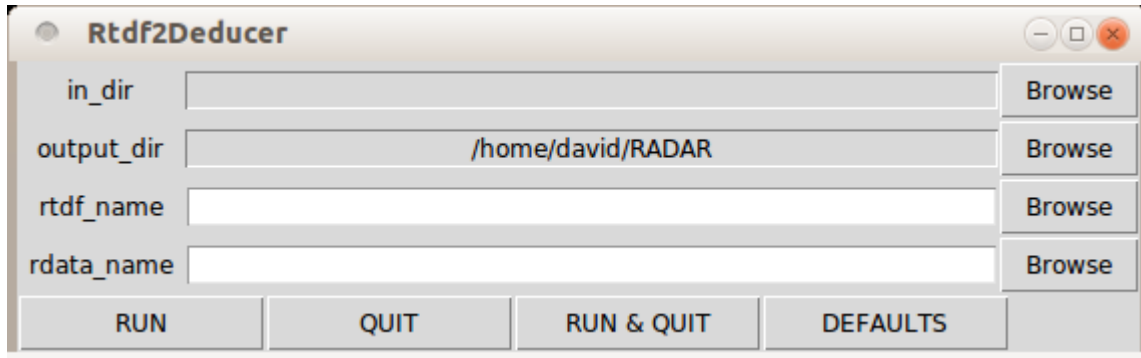 Rtdf2Deducer
in_dir Browse
output_dir /home/david/RADAR Browse
rtdf_name Browse
rdata_name Browse
RUN QUIT RUN & QUIT DEFAULTS